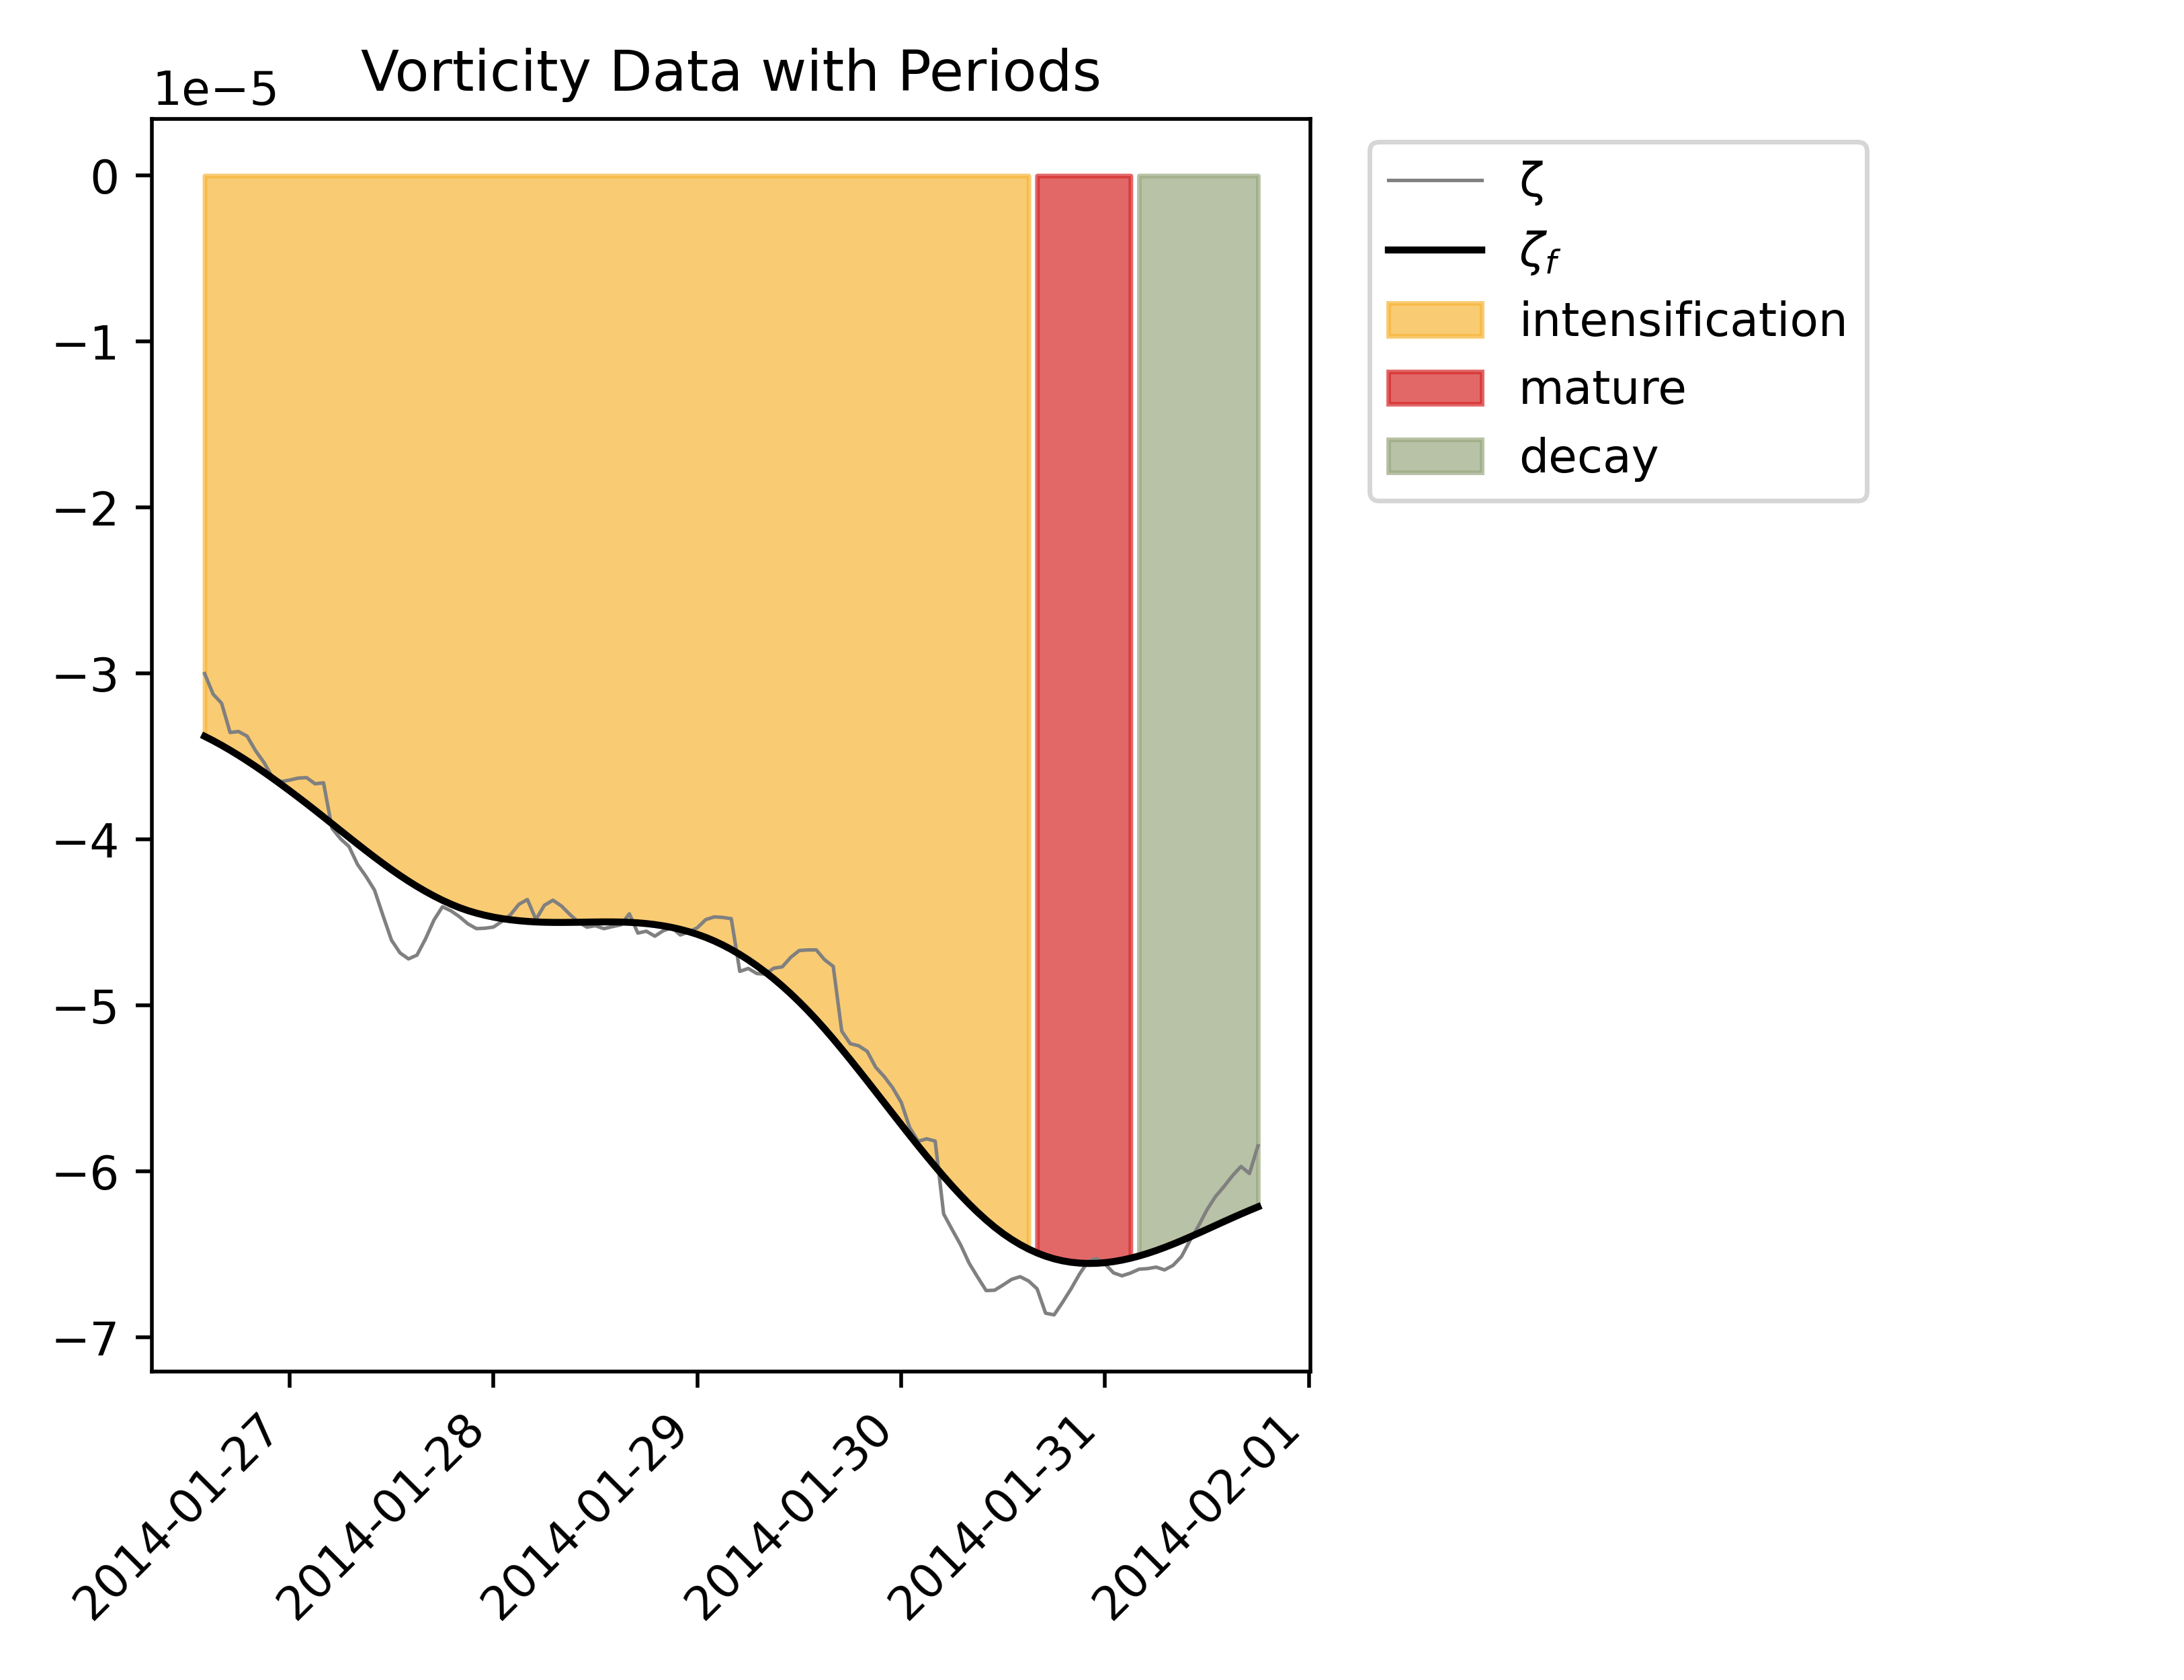 Vorticity Data with Periods
1e−5
0
−1
−2
−3
−4
−5
−6
−7
2014-01-27
2014-01-28
2014-01-29
2014-01-30
2014-01-31
2014-02-01
ζ
ζf
intensification
mature
decay